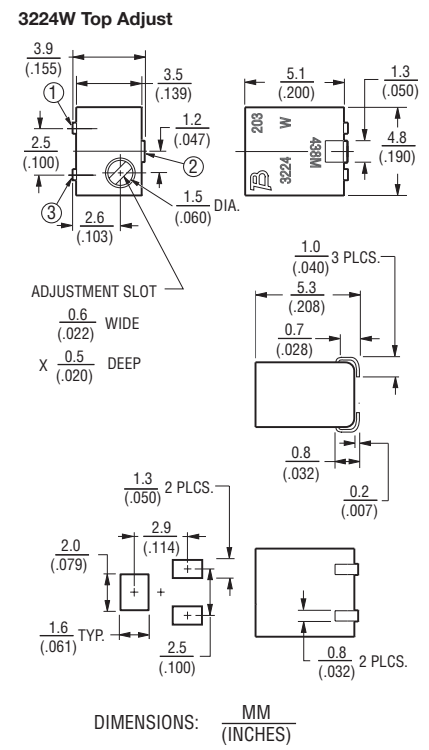 3224W Top Adjust
3.9
(.155)
3.5
(.139)
1
2.5
(.100)
3
1.2
(.047)
2
1.5
(.060) DIA.
2.6
(.103)
5.1
(.200)
1.3
(.050)
203
W
3224
438M
4.8
(.190)
ADJUSTMENT SLOT
0.6
(.022) WIDE
X 0.5
(.020) DEEP
1.0
(.040) 3 PLCS.
5.3
(.208)
0.7
(.028)
0.8
(.032)
0.2
(.007)
1.3
(.050) 2 PLCS.
2.9
(.114)
2.0
(.079)
1.6
(.061) TYP.
2.5
(.100)
0.8
(.032) 2 PLCS.
DIMENSIONS: MM
(INCHES)